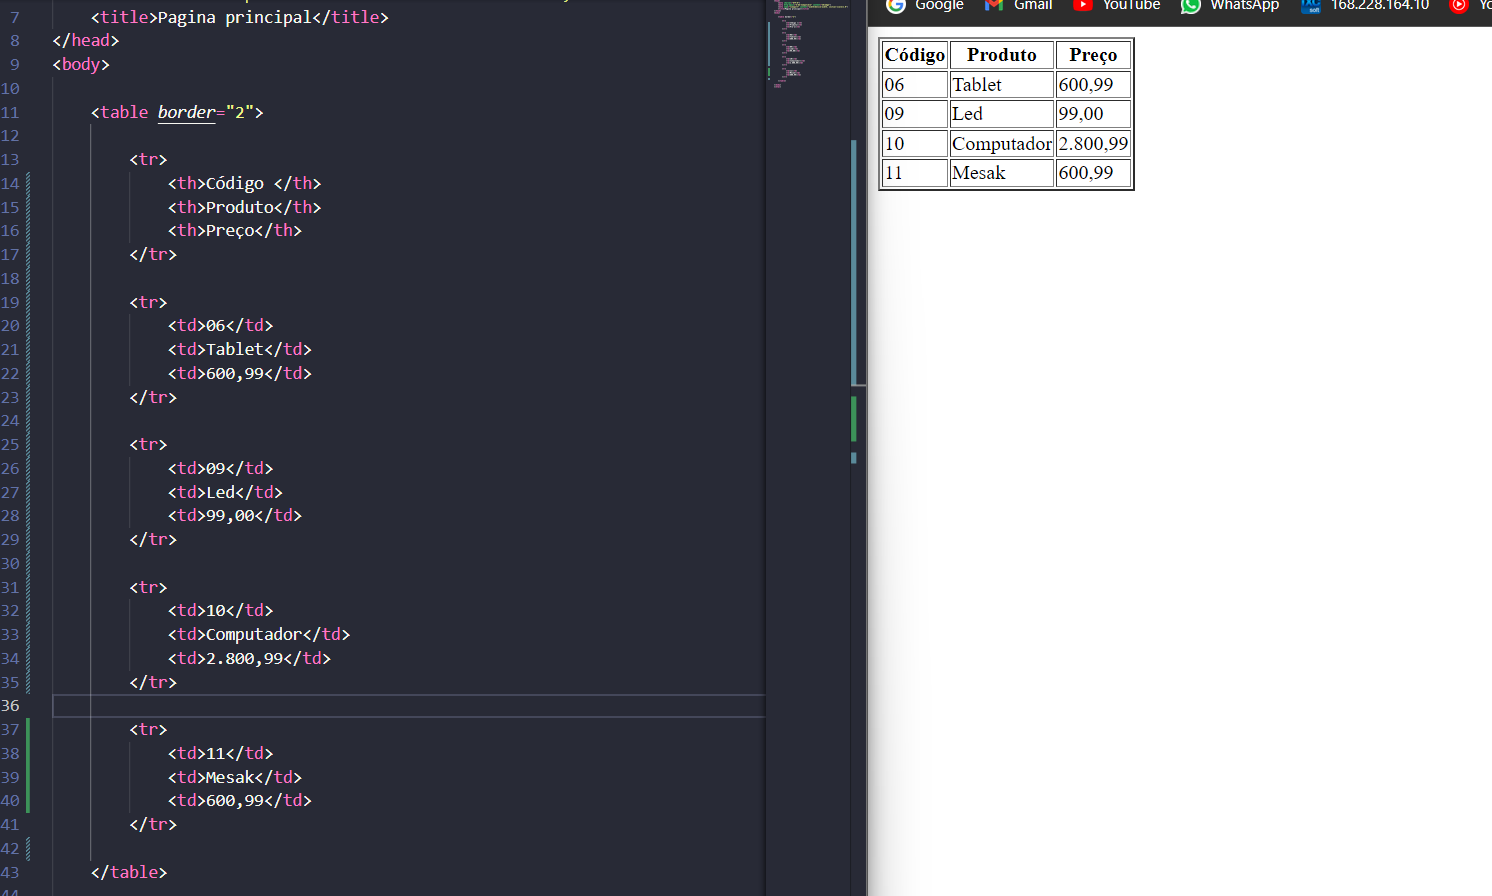 7 <title>Pagina principal</title>
8 </head>
9 <body>
10
11 <table border="2">
12
13 <tr>
14 <th>Código </th>
15 <th>Produto</th>
16 <th>Preço</th>
17 </tr>
18
19 <tr>
20 <td>06</td>
21 <td>Tablet</td>
22 <td>600,99</td>
23 </tr>
24
25 <tr>
26 <td>09</td>
27 <td>Led</td>
28 <td>99,00</td>
29 </tr>
30
31 <tr>
32 <td>10</td>
33 <td>Computador</td>
34 <td>2.800,99</td>
35 </tr>
36
37 <tr>
38 <td>11</td>
39 <td>Mesak</td>
40 <td>600,99</td>
41 </tr>
42
43 </table>
44
Google Gmail YouTube WhatsApp 168.228.164.10
Código Produto Preço
06 Tablet 600,99
09 Led 99,00
10 Computador 2.800,99
11 Mesak 600,99